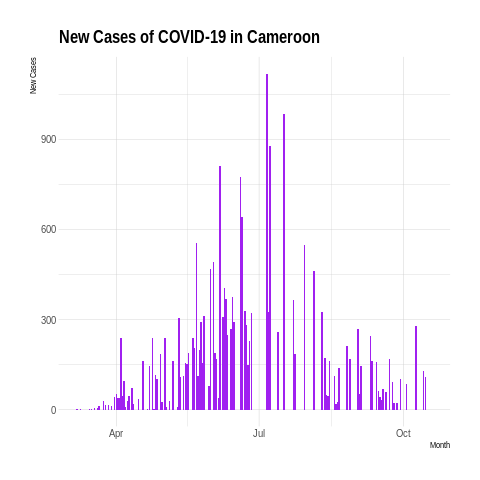 New Cases of COVID-19 in Cameroon
New Cases
900
600
300
0
Apr
Jul
Oct
Month